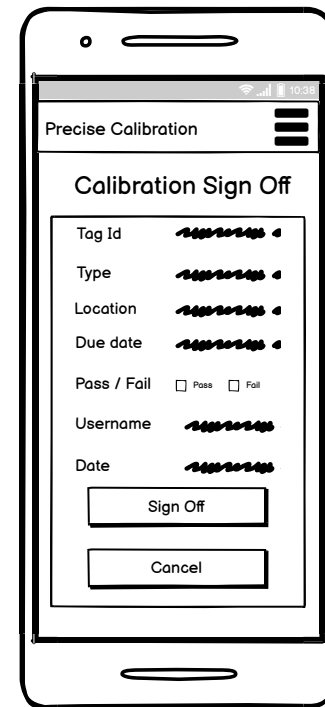 10:38
Precise Calibration
Calibration Sign Off
Tag Id
Type
Location
Due date
Pass / Fail Pass Fail
Username
Date
Sign Off
Cancel